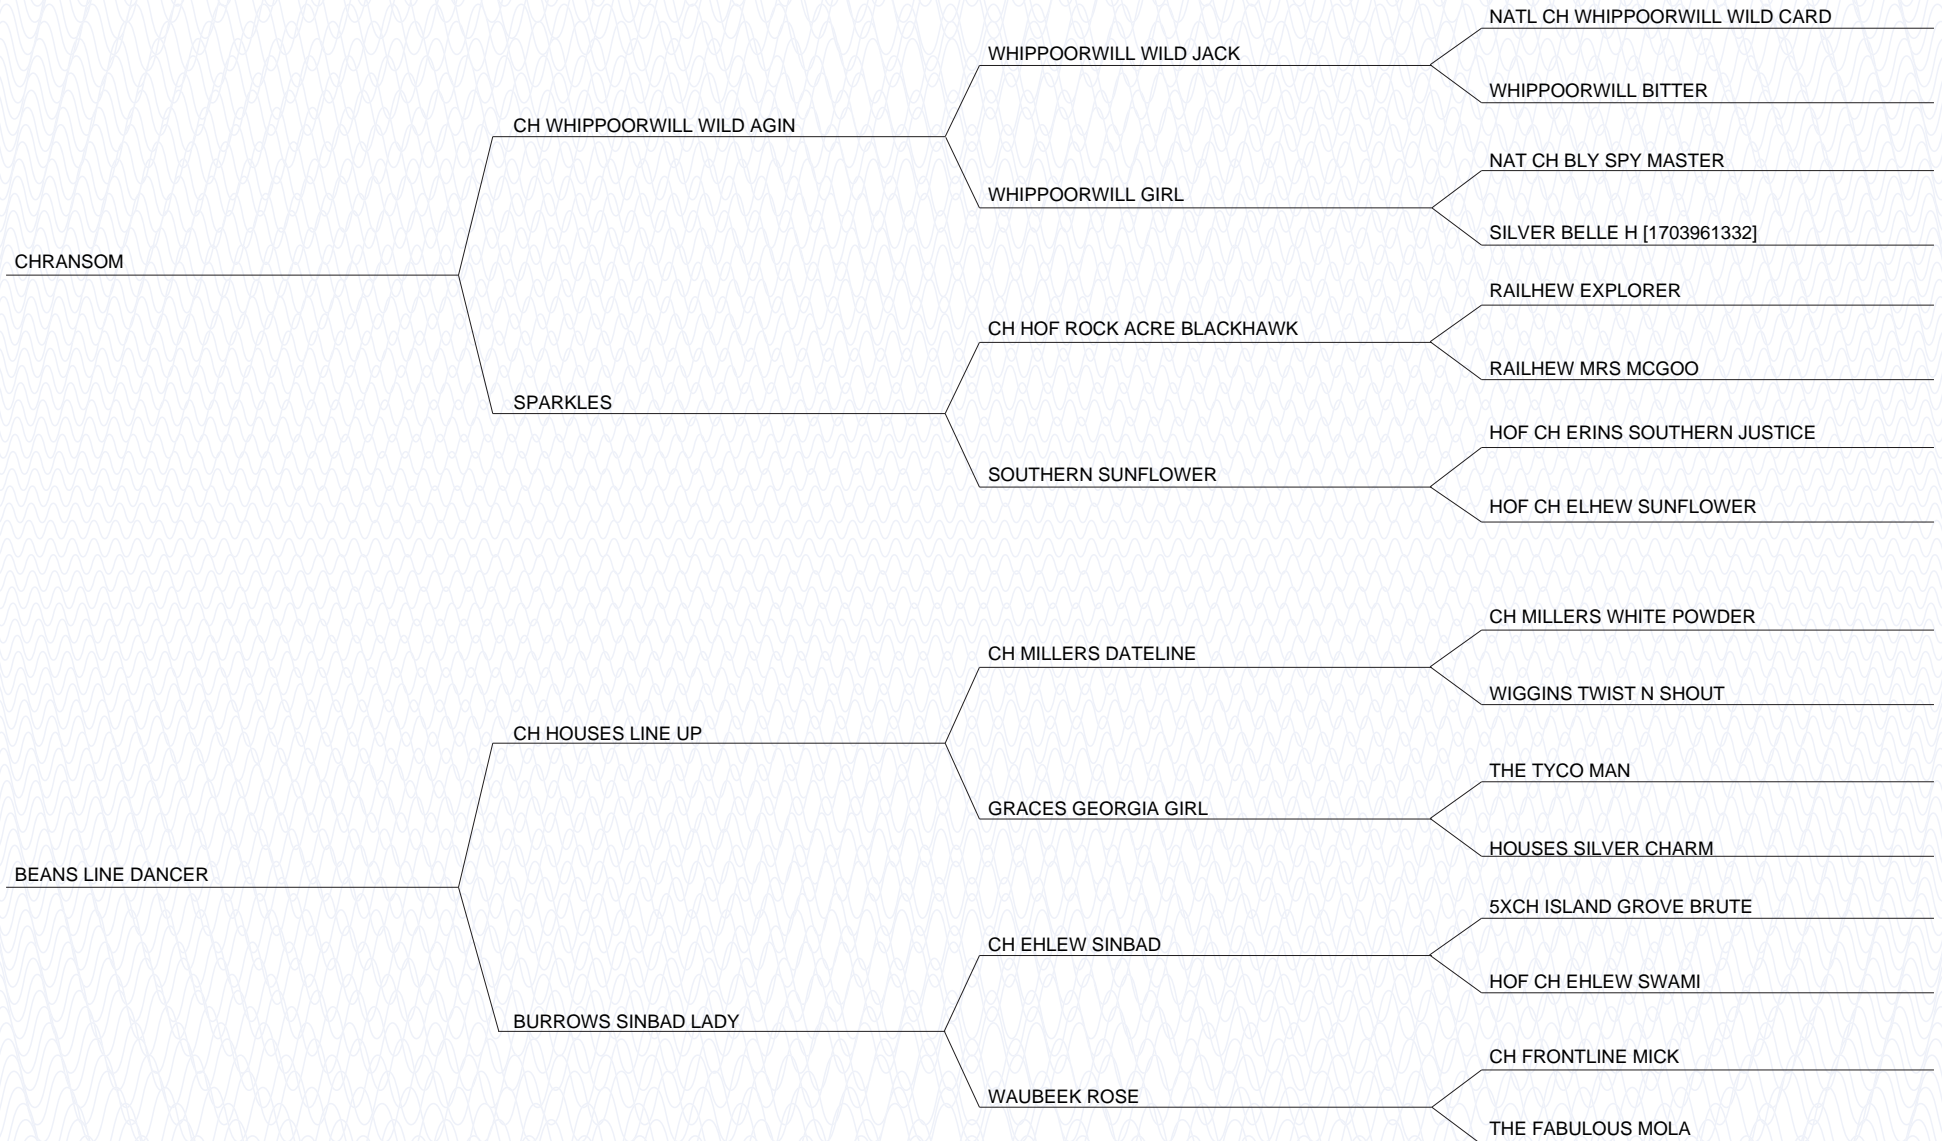 NATL CH WHIPPOORWILL WILD CARD
WHIPPOORWILL WILD JACK
WHIPPOORWILL BITTER
CH WHIPPOORWILL WILD AGIN
NAT CH BLY SPY MASTER
WHIPPOORWILL GIRL
SILVER BELLE H [1703961332]
CHRANSOM
RAILHEW EXPLORER
CH HOF ROCK ACRE BLACKHAWK
RAILHEW MRS MCGOO
SPARKLES
HOF CH ERINS SOUTHERN JUSTICE
SOUTHERN SUNFLOWER
HOF CH ELHEW SUNFLOWER
CH MILLERS WHITE POWDER
CH MILLERS DATELINE
WIGGINS TWIST N SHOUT
CH HOUSES LINE UP
THE TYCO MAN
GRACES GEORGIA GIRL
HOUSES SILVER CHARM
BEANS LINE DANCER
5XCH ISLAND GROVE BRUTE
CH EHLEW SINBAD
HOF CH EHLEW SWAMI
BURROWS SINBAD LADY
CH FRONTLINE MICK
WAUBEEK ROSE
THE FABULOUS MOLA